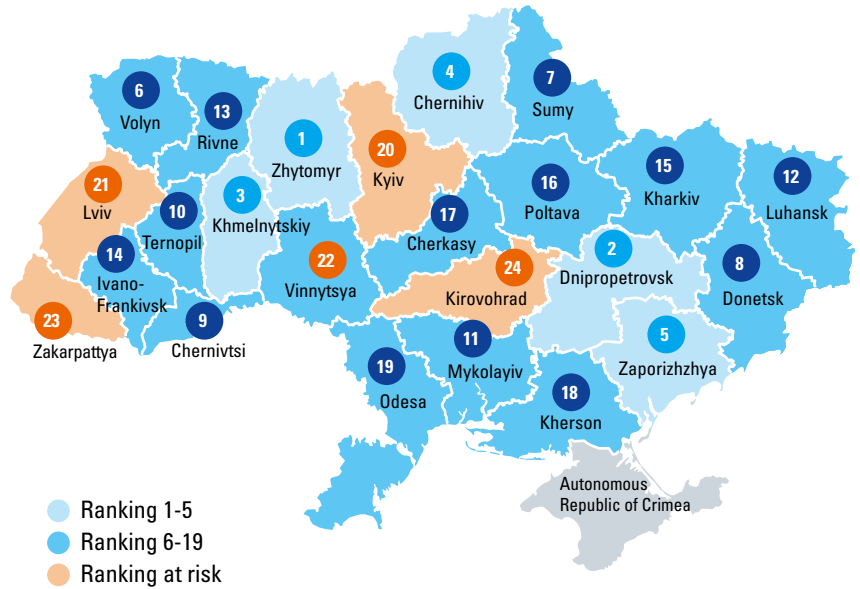 4
Chernihiv
7
Sumy
6
Volyn
13
Rivne
1
Zhytomyr
20
Kyiv
21
Lviv
3
Khmelnytskiy
10
Ternopil
14
Ivano-
Frankivsk
17
Cherkasy
16
Poltava
15
Kharkiv
12
Luhansk
22
Vinnytsya
24
Kirovohrad
2
Dnipropetrovsk
8
Donetsk
23
Zakarpattya
9
Chernivtsi
19
Odesa
11
Mykolayiv
5
Zaporizhzhya
18
Kherson
Autonomous
Republic of Crimea
Ranking 1-5
Ranking 6-19
Ranking at risk